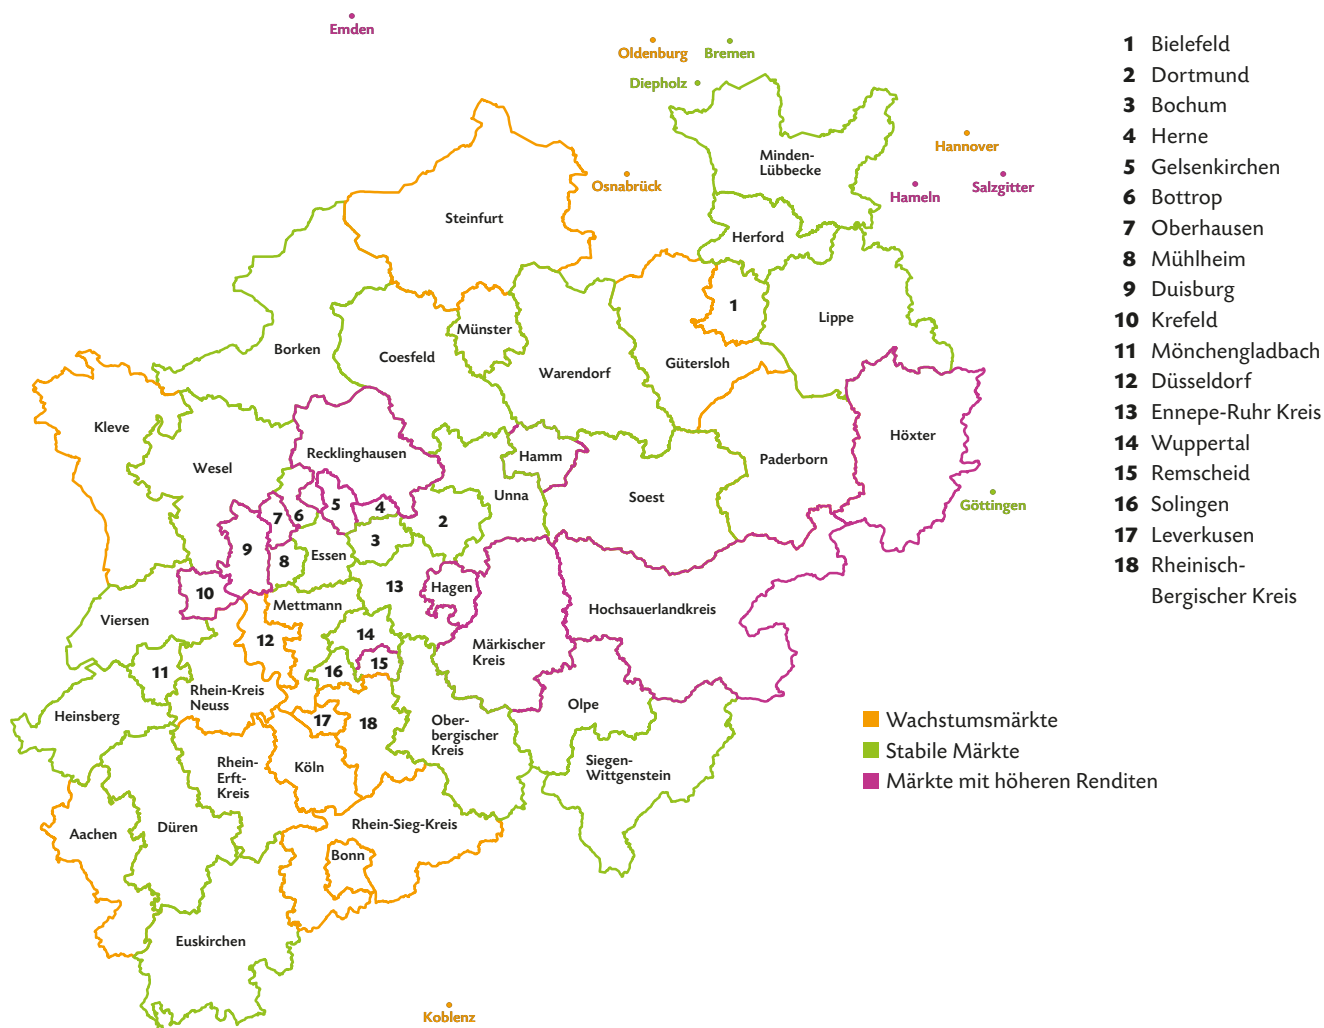 Emden
Oldenburg
Bremen
Diepholz
Hannover
Minden-
Lübbecke
Osnabrück
Hameln
Salzgitter
Steinfurt
Herford
1
Lippe
Münster
Borken
Coesfeld
Gütersloh
Warendorf
Kleve
Höxter
Recklinghausen
Hamm
Paderborn
Wesel
Unna
Soest
Göttingen
5
4
7
6
2
3
9
8
Essen
10
13
Hagen
Mettmann
Hochsauerlandkreis
Viersen
12
14
Märkischer
Kreis
11
16
15
Rhein-Kreis
Neuss
Olpe
Heinsberg
17
18
Ober-
bergischer
Kreis
Rhein-
Erft-
Kreis
Köln
Siegen-
Wittgenstein
Aachen
Düren
Rhein-Sieg-Kreis
Bonn
Euskirchen
Koblenz
1 Bielefeld
2 Dortmund
3 Bochum
4 Herne
5 Gelsenkirchen
6 Bottrop
7 Oberhausen
8 Mühlheim
9 Duisburg
10 Krefeld
11 Mönchengladbach
12 Düsseldorf
13 Ennepe-Ruhr Kreis
14 Wuppertal
15 Remscheid
16 Solingen
17 Leverkusen
18 Rheinisch-
Bergischer Kreis
Wachstumsmärkte
Stabile Märkte
Märkte mit höheren Renditen